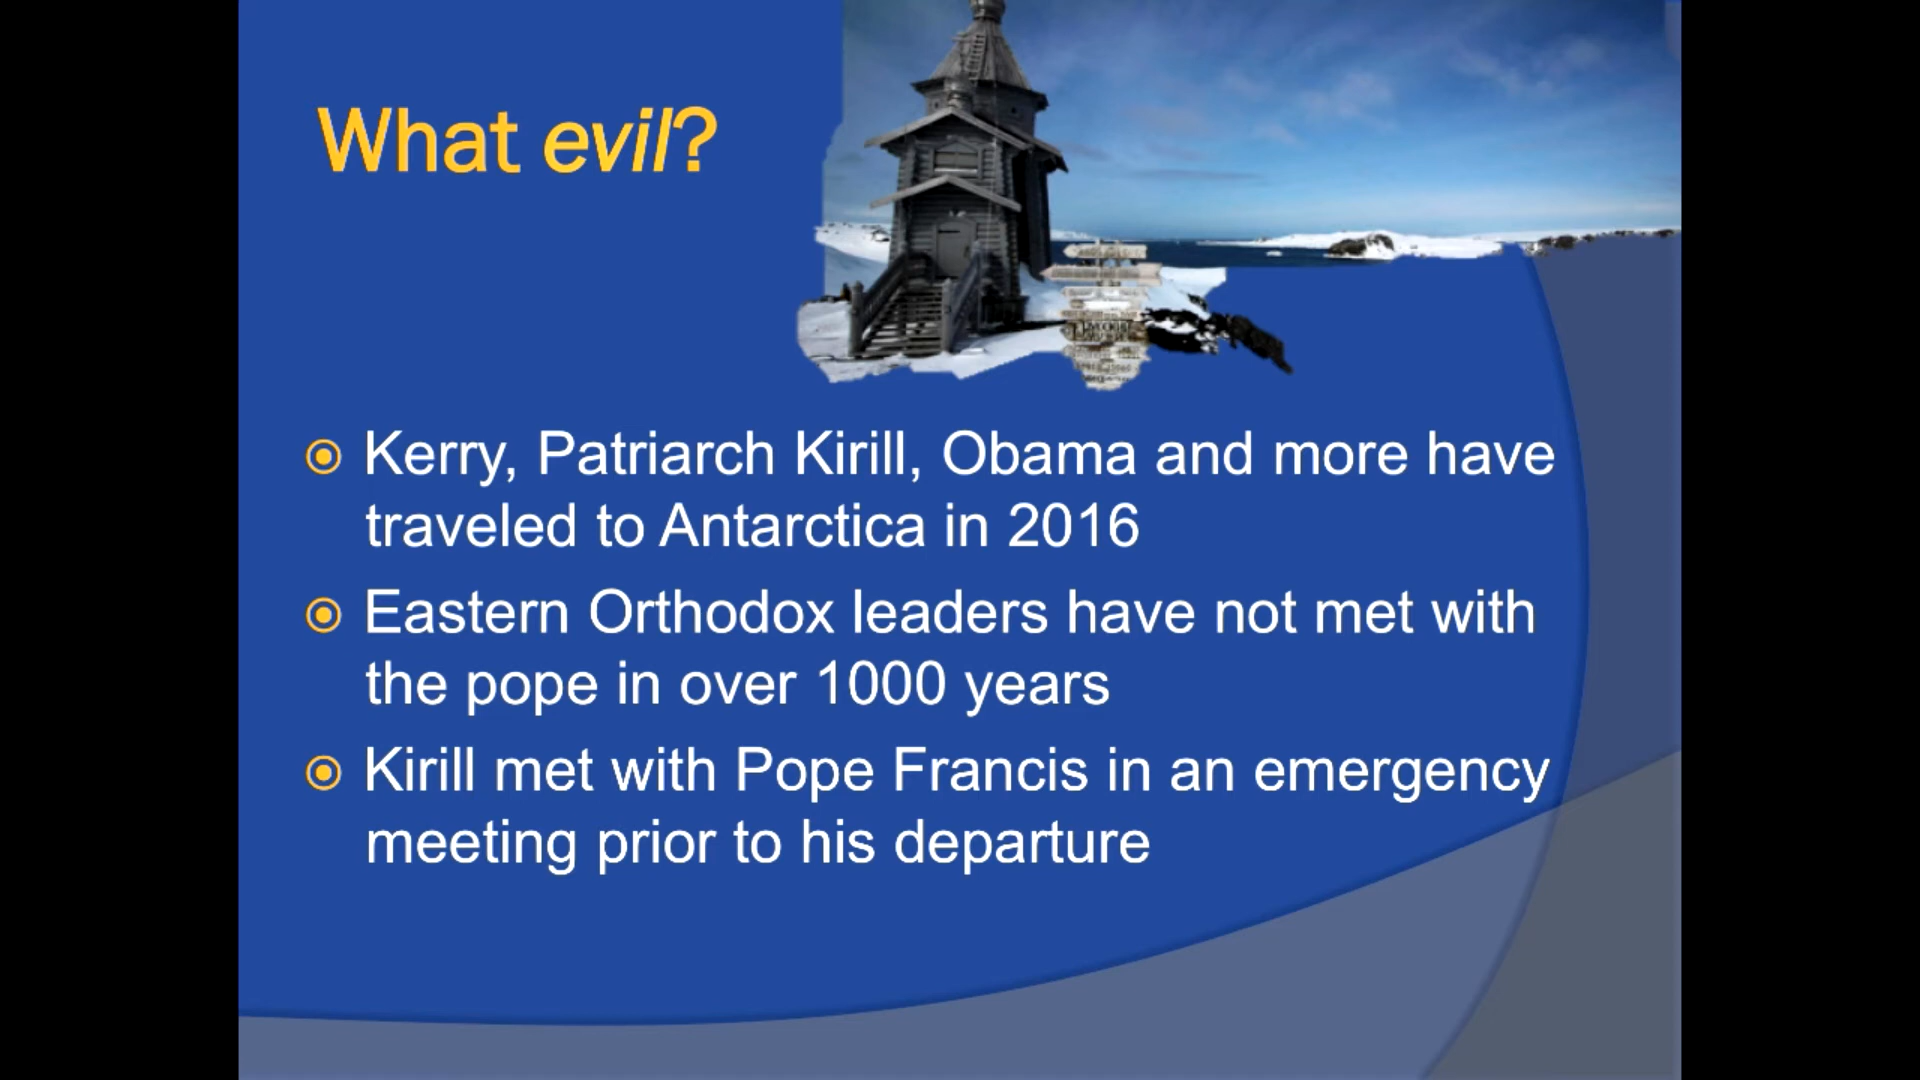 What evil?
Kerry, Patriarch Kirill, Obama and more have
traveled to Antarctica in 2016
Eastern Orthodox leaders have not met with
the pope in over 1000 years
Kirill met with Pope Francis in an emergency
meeting prior to his departure